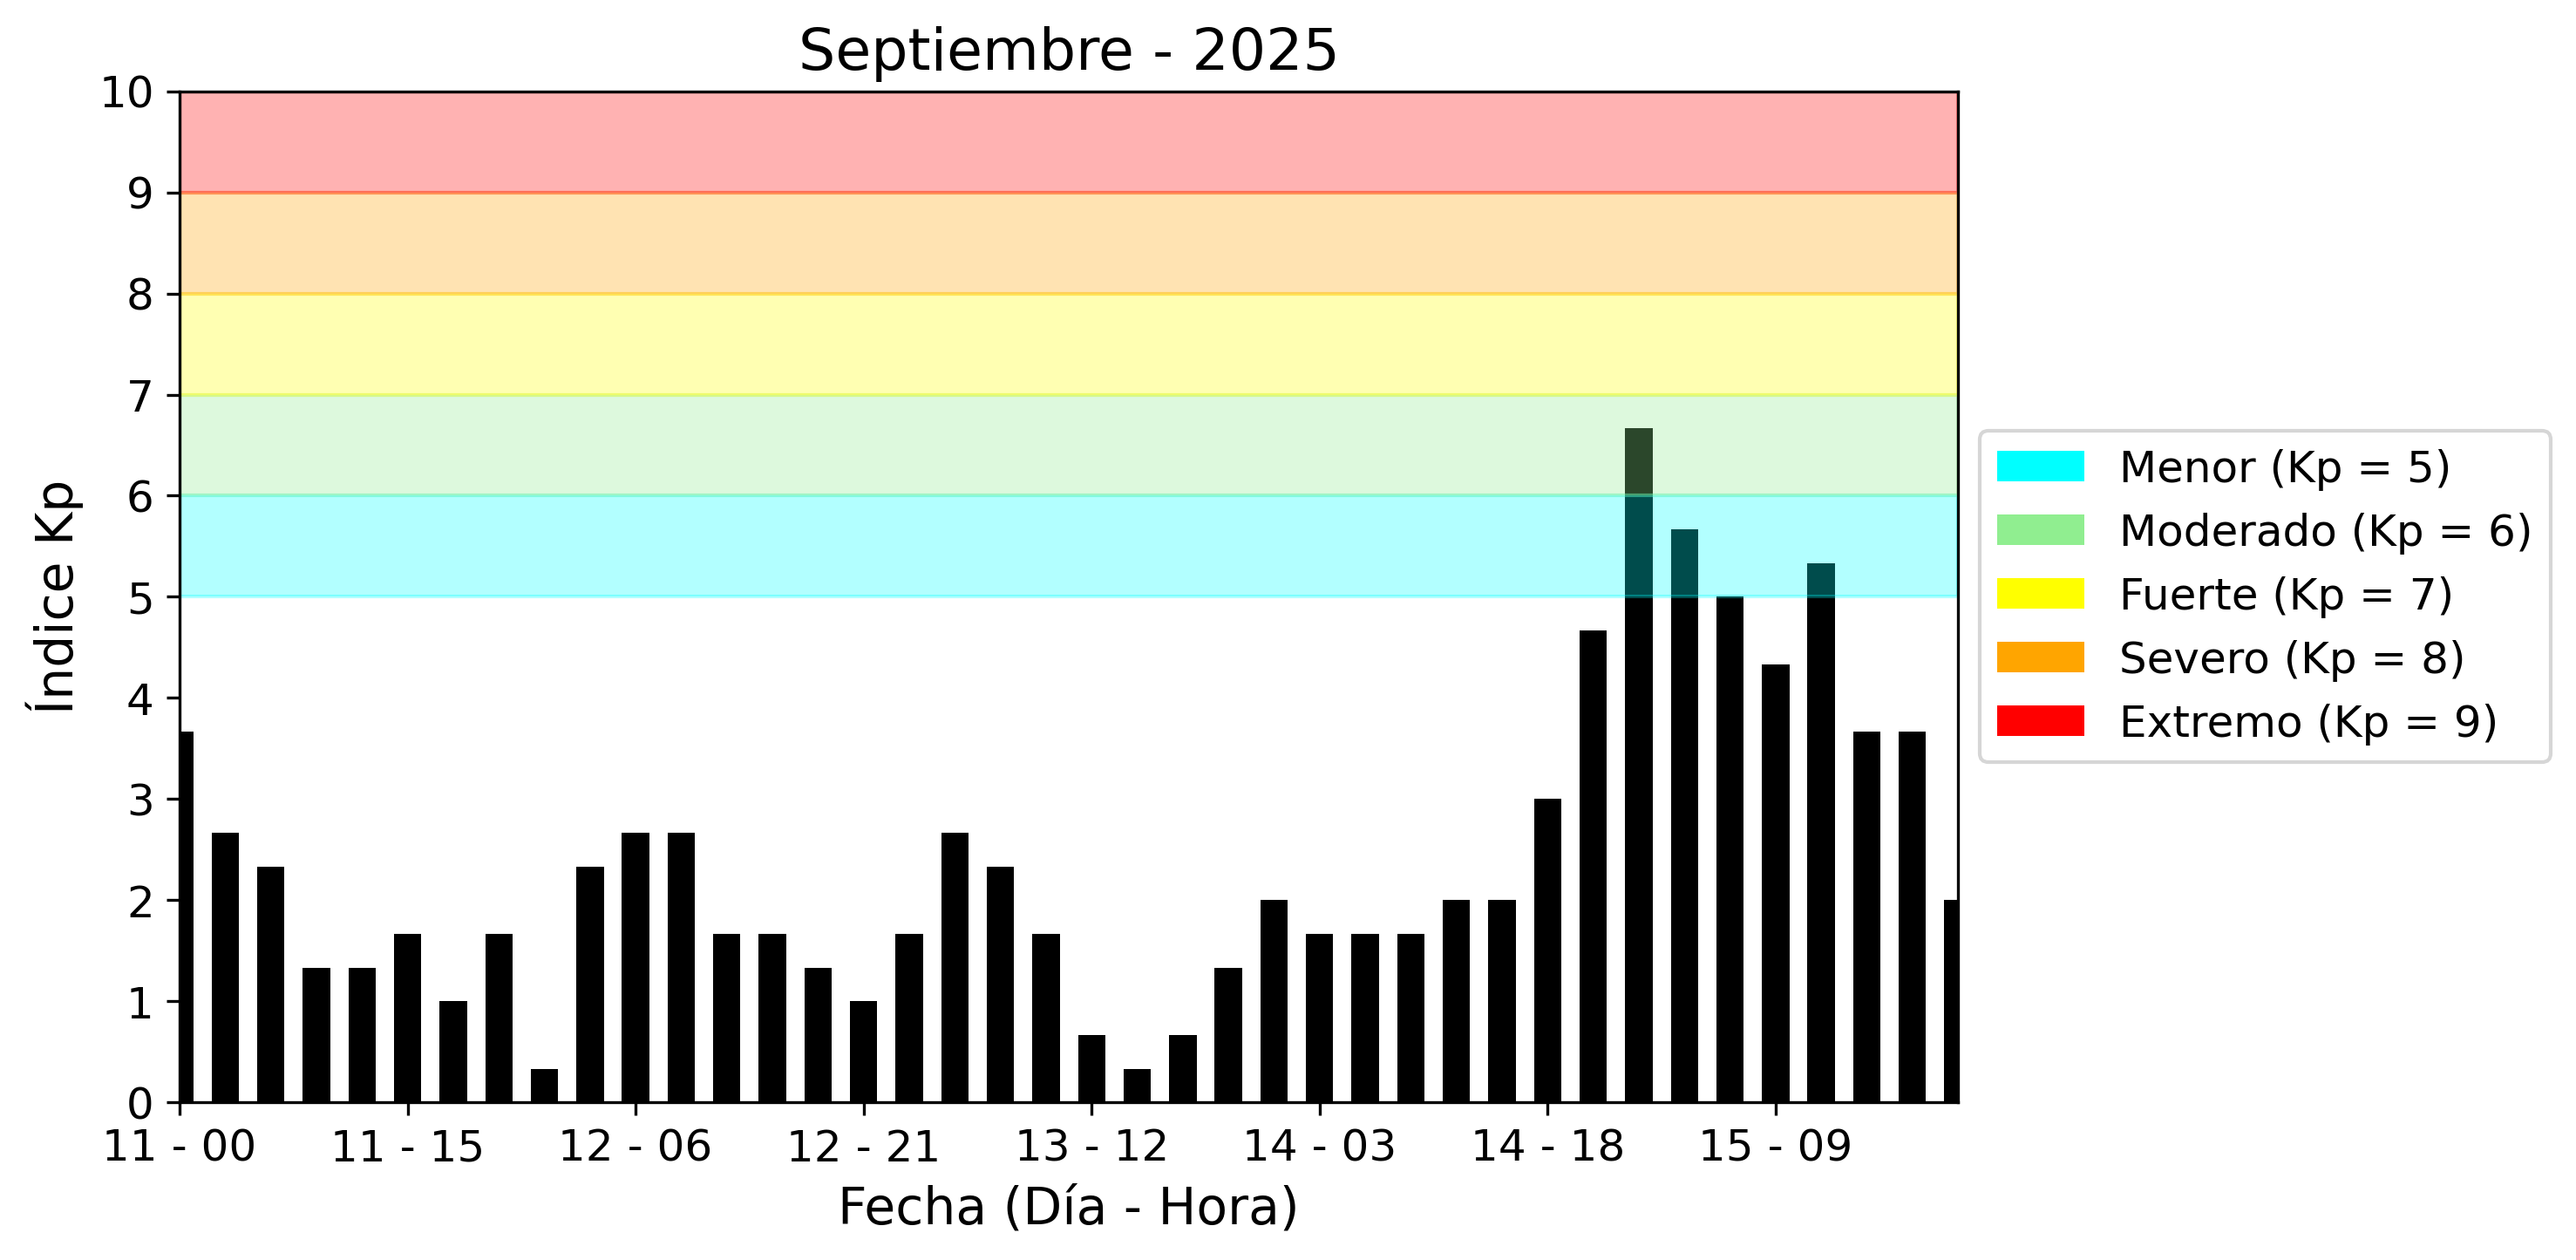 Septiembre - 2025
10
9
8
7
6
5
4
3
2
1
0
Índice Kp
11 - 00
11 - 15
12 - 06
12 - 21
13 - 12
14 - 03
14 - 18
15 - 09
Fecha (Día - Hora)
Menor (Kp = 5)
Moderado (Kp = 6)
Fuerte (Kp = 7)
Severo (Kp = 8)
Extremo (Kp = 9)